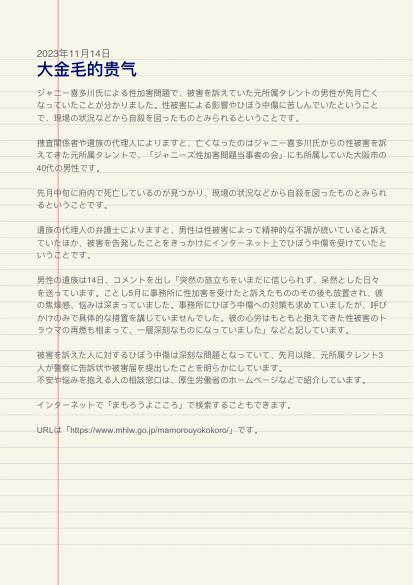 2023年11月14日
大金毛的贵气
ジャニー喜多川氏による性加害問題で、被害を訴えていた元所属タレントの男性が先月亡く
なっていたことが分かりました。性被害による影響やひぼう中傷に苦しんでいたということ
で、現場の状況などから自殺を図ったものとみられるということです。
捜査関係者や遺族の代理人によりますと、亡くなったのはジャニー喜多川氏からの性被害を訴
えてきた元所属タレントで、「ジャニーズ性加害問題当事者の会」にも所属していた大阪市の
40代の男性です。
先月中旬に府内で死亡しているのが見つかり、現場の状況などから自殺を図ったものとみられ
るということです。
遺族の代理人の弁護士によりますと、男性は性被害によって精神的な不調が続いていると訴え
ていたほか、被害を告発したことをきっかけにインターネット上でひぼう中傷を受けていたと
いうことです。
男性の遺族は14日、コメントを出し「突然の旅立ちをいまだに信じられず、呆然とした日々
を送っています。ことし5月に事務所に性加害を受けたと訴えたもののその後も放置され、彼
の焦燥感、悩みは深まっていました。事務所にひぼう中傷への対策も求めていましたが、呼び
かけのみで具体的な措置を講じていませんでした。彼の心労はもともと抱えてきた性被害のト
ラウマの再燃も相まって、一層深刻なものになっていました」などと記しています。
被害を訴えた人に対するひぼう中傷は深刻な問題となっていて、先月以降、元所属タレント3
人が警察に告訴状や被害届を提出したことを明らかにしています。
不安や悩みを抱える人の相談窓口は、厚生労働省のホームページなどで紹介しています。
インターネットで「まもろうよこころ」で検索することもできます。
URLは「https://www.mhlw.go.jp/mamorouyokokoro/」です。